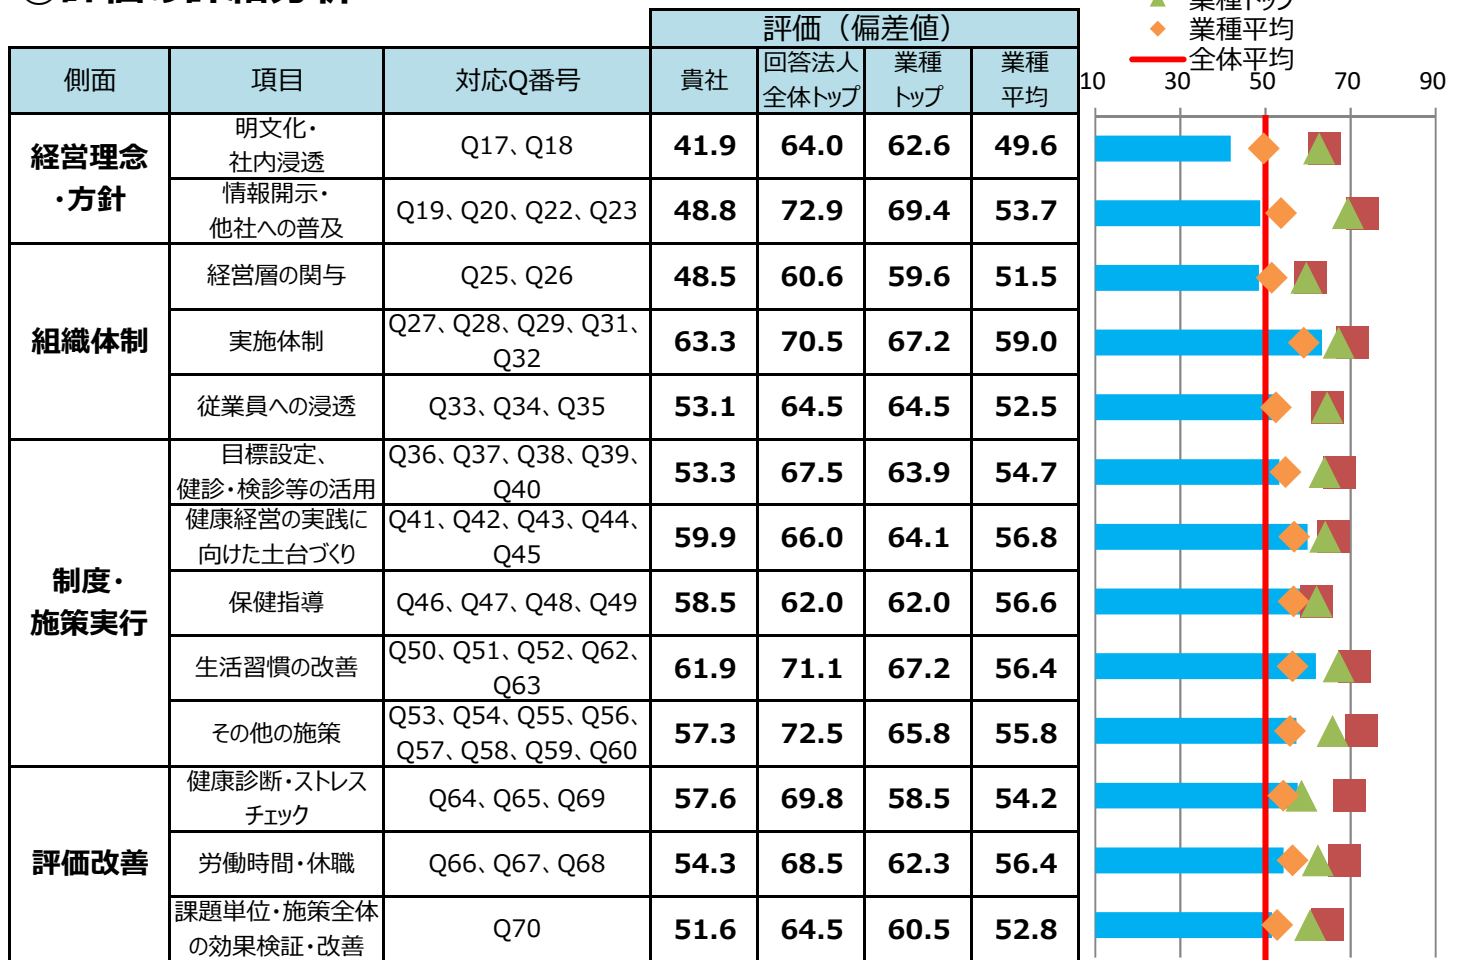 ③評価の詳細分析
業種トップ
業種平均
全体平均
評価（偏差値）
側面 項目 対応Q番号 貴社 回答法人 業種 業種
全体トップ トップ 平均
10 30 50 70 90
経営理念
・方針
明文化・
社内浸透
Q17、Q18
41.9 64.0 62.6 49.6
情報開示・
他社への普及
Q19、Q20、Q22、Q23
48.8 72.9 69.4 53.7
組織体制
経営層の関与
Q25、Q26
48.5 60.6 59.6 51.5
実施体制
Q27、Q28、Q29、Q31、
Q32
63.3 70.5 67.2 59.0
従業員への浸透
Q33、Q34、Q35
53.1 64.5 64.5 52.5
制度・
施策実行
目標設定、
健診・検診等の活用
Q36、Q37、Q38、Q39、
Q40
53.3 67.5 63.9 54.7
健康経営の実践に
向けた土台づくり
Q41、Q42、Q43、Q44、
Q45
59.9 66.0 64.1 56.8
保健指導
Q46、Q47、Q48、Q49
58.5 62.0 62.0 56.6
生活習慣の改善
Q50、Q51、Q52、Q62、
Q63
61.9 71.1 67.2 56.4
その他の施策
Q53、Q54、Q55、Q56、
Q57、Q58、Q59、Q60
57.3 72.5 65.8 55.8
評価改善
健康診断・ストレス
チェック
Q64、Q65、Q69
57.6 69.8 58.5 54.2
労働時間・休職
Q66、Q67、Q68
54.3 68.5 62.3 56.4
課題単位・施策全体
の効果検証・改善
Q70
51.6 64.5 60.5 52.8